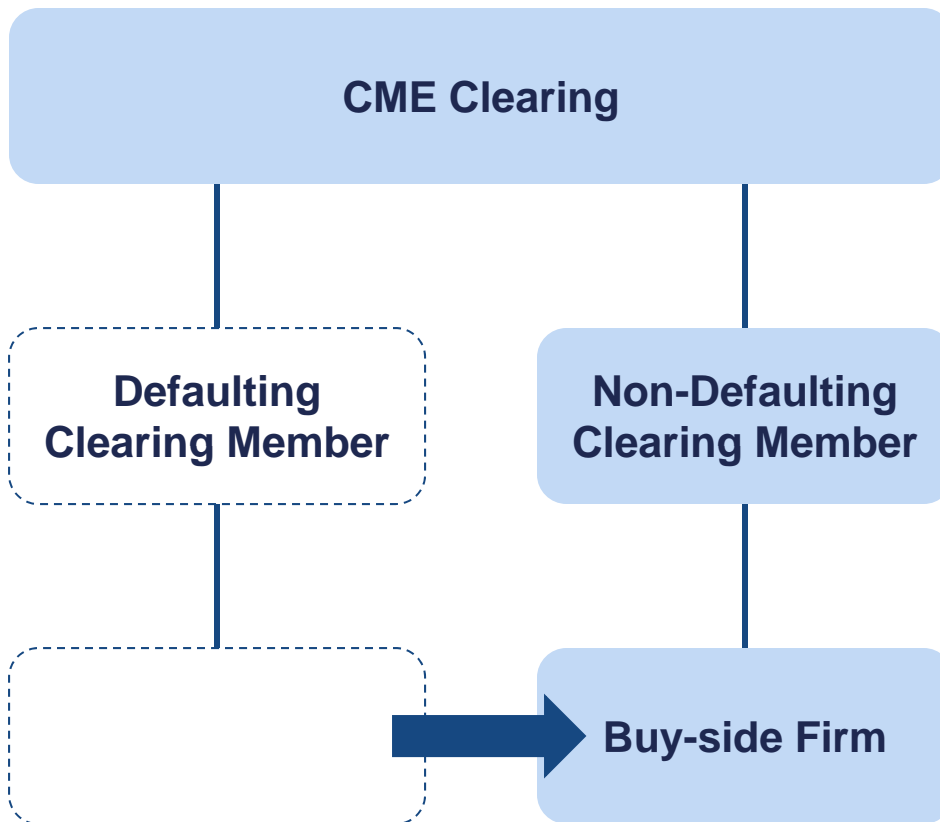 CME Clearing
Defaulting
Clearing Member
Non-Defaulting
Clearing Member
Buy-side Firm